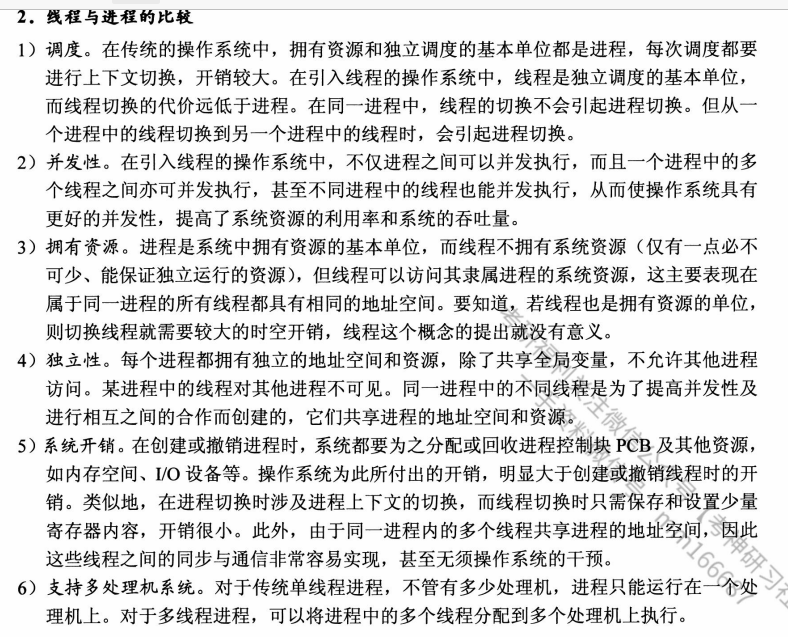 2．线程与进程的比较
1）调度。在传统的操作系统中，拥有资源和独立调度的基本单位都是进程，每次调度都要
进行上下文切换，开销较大。在引入线程的操作系统中，线程是独立调度的基本单位，
而线程切换的代价远低于进程。在同一进程中，线程的切换不会引起进程切换。但从一
个进程中的线程切换到另一个进程中的线程时，会引起进程切换。
2）并发性。在引入线程的操作系统中，不仅进程之间可以并发执行，而且一个进程中的多
个线程之间亦可并发执行，甚至不同进程中的线程也能并发执行，从而使操作系统具有
更好的并发性，提高了系统资源的利用率和系统的吞吐量。
3）拥有资源。进程是系统中拥有资源的基本单位，而线程不拥有系统资源（仅有一点必不
可少、能保证独立运行的资源），但线程可以访问其隶属进程的系统资源，这主要表现在
属于同一进程的所有线程都具有相同的地址空间。要知道，若线程也是拥有资源的单位，
则切换线程就需要较大的时空开销，线程这个概念的提出就没有意义。
4）独立性。每个进程都拥有独立的地址空间和资源，除了共享全局变量，不允许其他进程
访问。某进程中的线程对其他进程不可见。同一进程中的不同线程是为了提高并发性及
进行相互之间的合作而创建的，它们共享进程的地址空间和资源。
5）系统开销。在创建或撤销进程时，系统都要为之分配或回收进程控制块 PCB 及其他资源，
如内存空间、I/O 设备等。操作系统为此所付出的开销，明显大于创建或撤销线程时的开
销。类似地，在进程切换时涉及进程上下文的切换，而线程切换时只需保存和设置少量
寄存器内容，开销很小。此外，由于同一进程内的多个线程共享进程的地址空间，因此
这些线程之间的同步与通信非常容易实现，甚至无须操作系统的干预。
6）支持多处理机系统。对于传统单线程进程，不管有多少处理机，进程只能运行在一个处
理机上。对于多线程进程，可以将进程中的多个线程分配到多个处理机上执行。